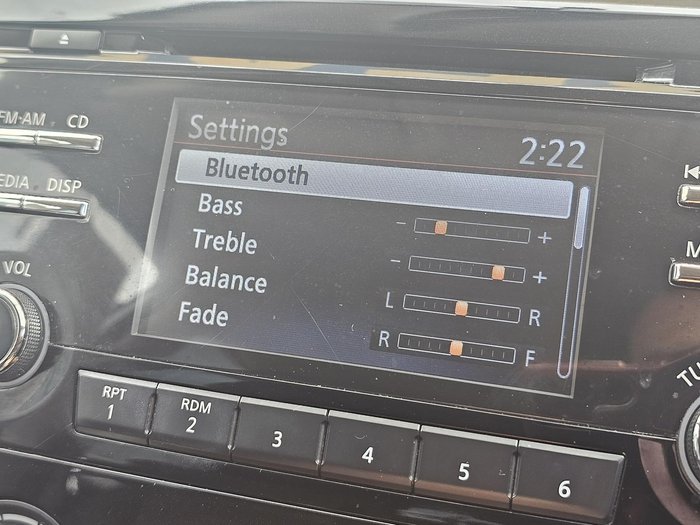 FM-AM CD
Settings 2:22
MEDIA DISP
Bluetooth
Bass - +
Treble - +
VOL
Balance L R
Fade R F
RPT RDM
1 2 3 4 5 6